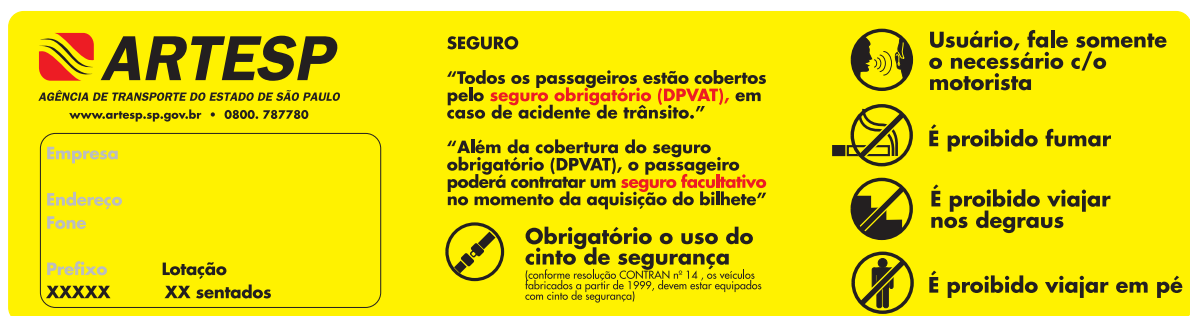 ARTESP
AGÊNCIA DE TRANSPORTE DO ESTADO DE SÃO PAULO
www.artesp.sp.gov.br • 0800. 787780
Empresa
Endereço
Fone
Prefixo Lotação
XXXXX XX sentados
SEGURO
“Todos os passageiros estão cobertos
pelo seguro obrigatório (DPVAT), em
caso de acidente de trânsito.”
“Além da cobertura do seguro
obrigatório (DPVAT), o passageiro
poderá contratar um seguro facultativo
no momento da aquisição do bilhete”
Obrigatório o uso do
cinto de segurança
(conforme resolução CONTRAN nº 14 , os veículos
fabricados a partir de 1999, devem estar equipados
com cinto de segurança)
Usuário, fale somente
o necessário c/o
motorista
É proibido fumar
É proibido viajar
nos degraus
É proibido viajar em pé